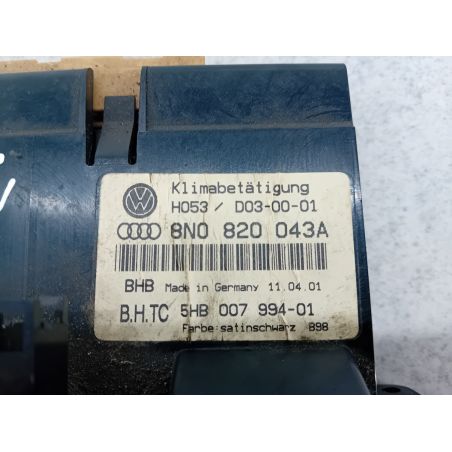 Klimabetätigung
H053 / D03-00-01
8N0 820 043A
BHB Made in Germany 11.04.01
B.H.TC 5HB 007 994-01
Farbe:satinschwarz B98